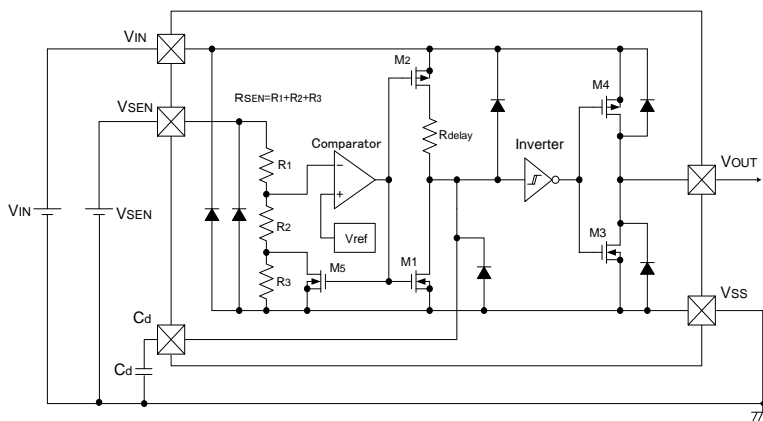 VIN
M2
M4
RSEN=R1+R2+R3
VSEN
Comparator
Rdelay
Inverter
R1
VOUT
VIN
VSEN
R2
Vref
M3
M5
M1
R3
VSS
Cd
Cd